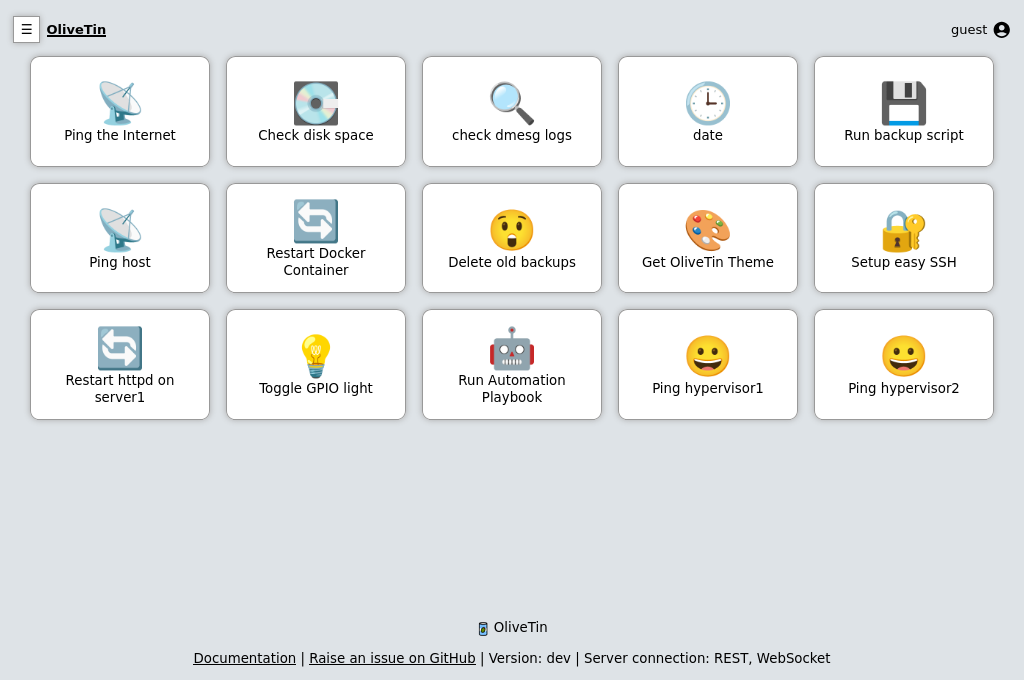 ☰ OliveTin
guest
Ping the Internet
Check disk space
check dmesg logs
date
Run backup script
Ping host
Restart Docker
Container
Delete old backups
Get OliveTin Theme
Setup easy SSH
Restart httpd on
server1
Toggle GPIO light
Run Automation
Playbook
Ping hypervisor1
Ping hypervisor2
OliveTin
Documentation | Raise an issue on GitHub | Version: dev | Server connection: REST, WebSocket